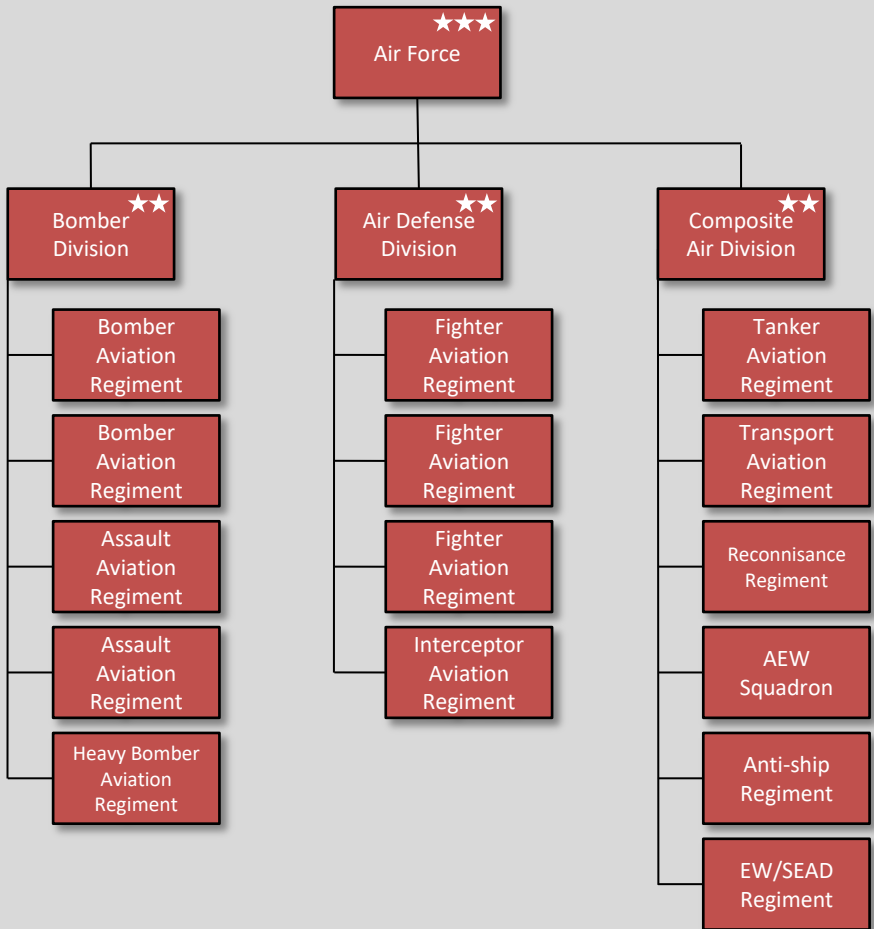 Air Force
Bomber
Division
Bomber
Aviation
Regiment
Bomber
Aviation
Regiment
Assault
Aviation
Regiment
Assault
Aviation
Regiment
Heavy Bomber
Aviation
Regiment
Air Defense
Division
Fighter
Aviation
Regiment
Fighter
Aviation
Regiment
Fighter
Aviation
Regiment
Interceptor
Aviation
Regiment
Composite
Air Division
Tanker
Aviation
Regiment
Transport
Aviation
Regiment
Reconnisance
Regiment
AEW
Squadron
Anti-ship
Regiment
EW/SEAD
Regiment